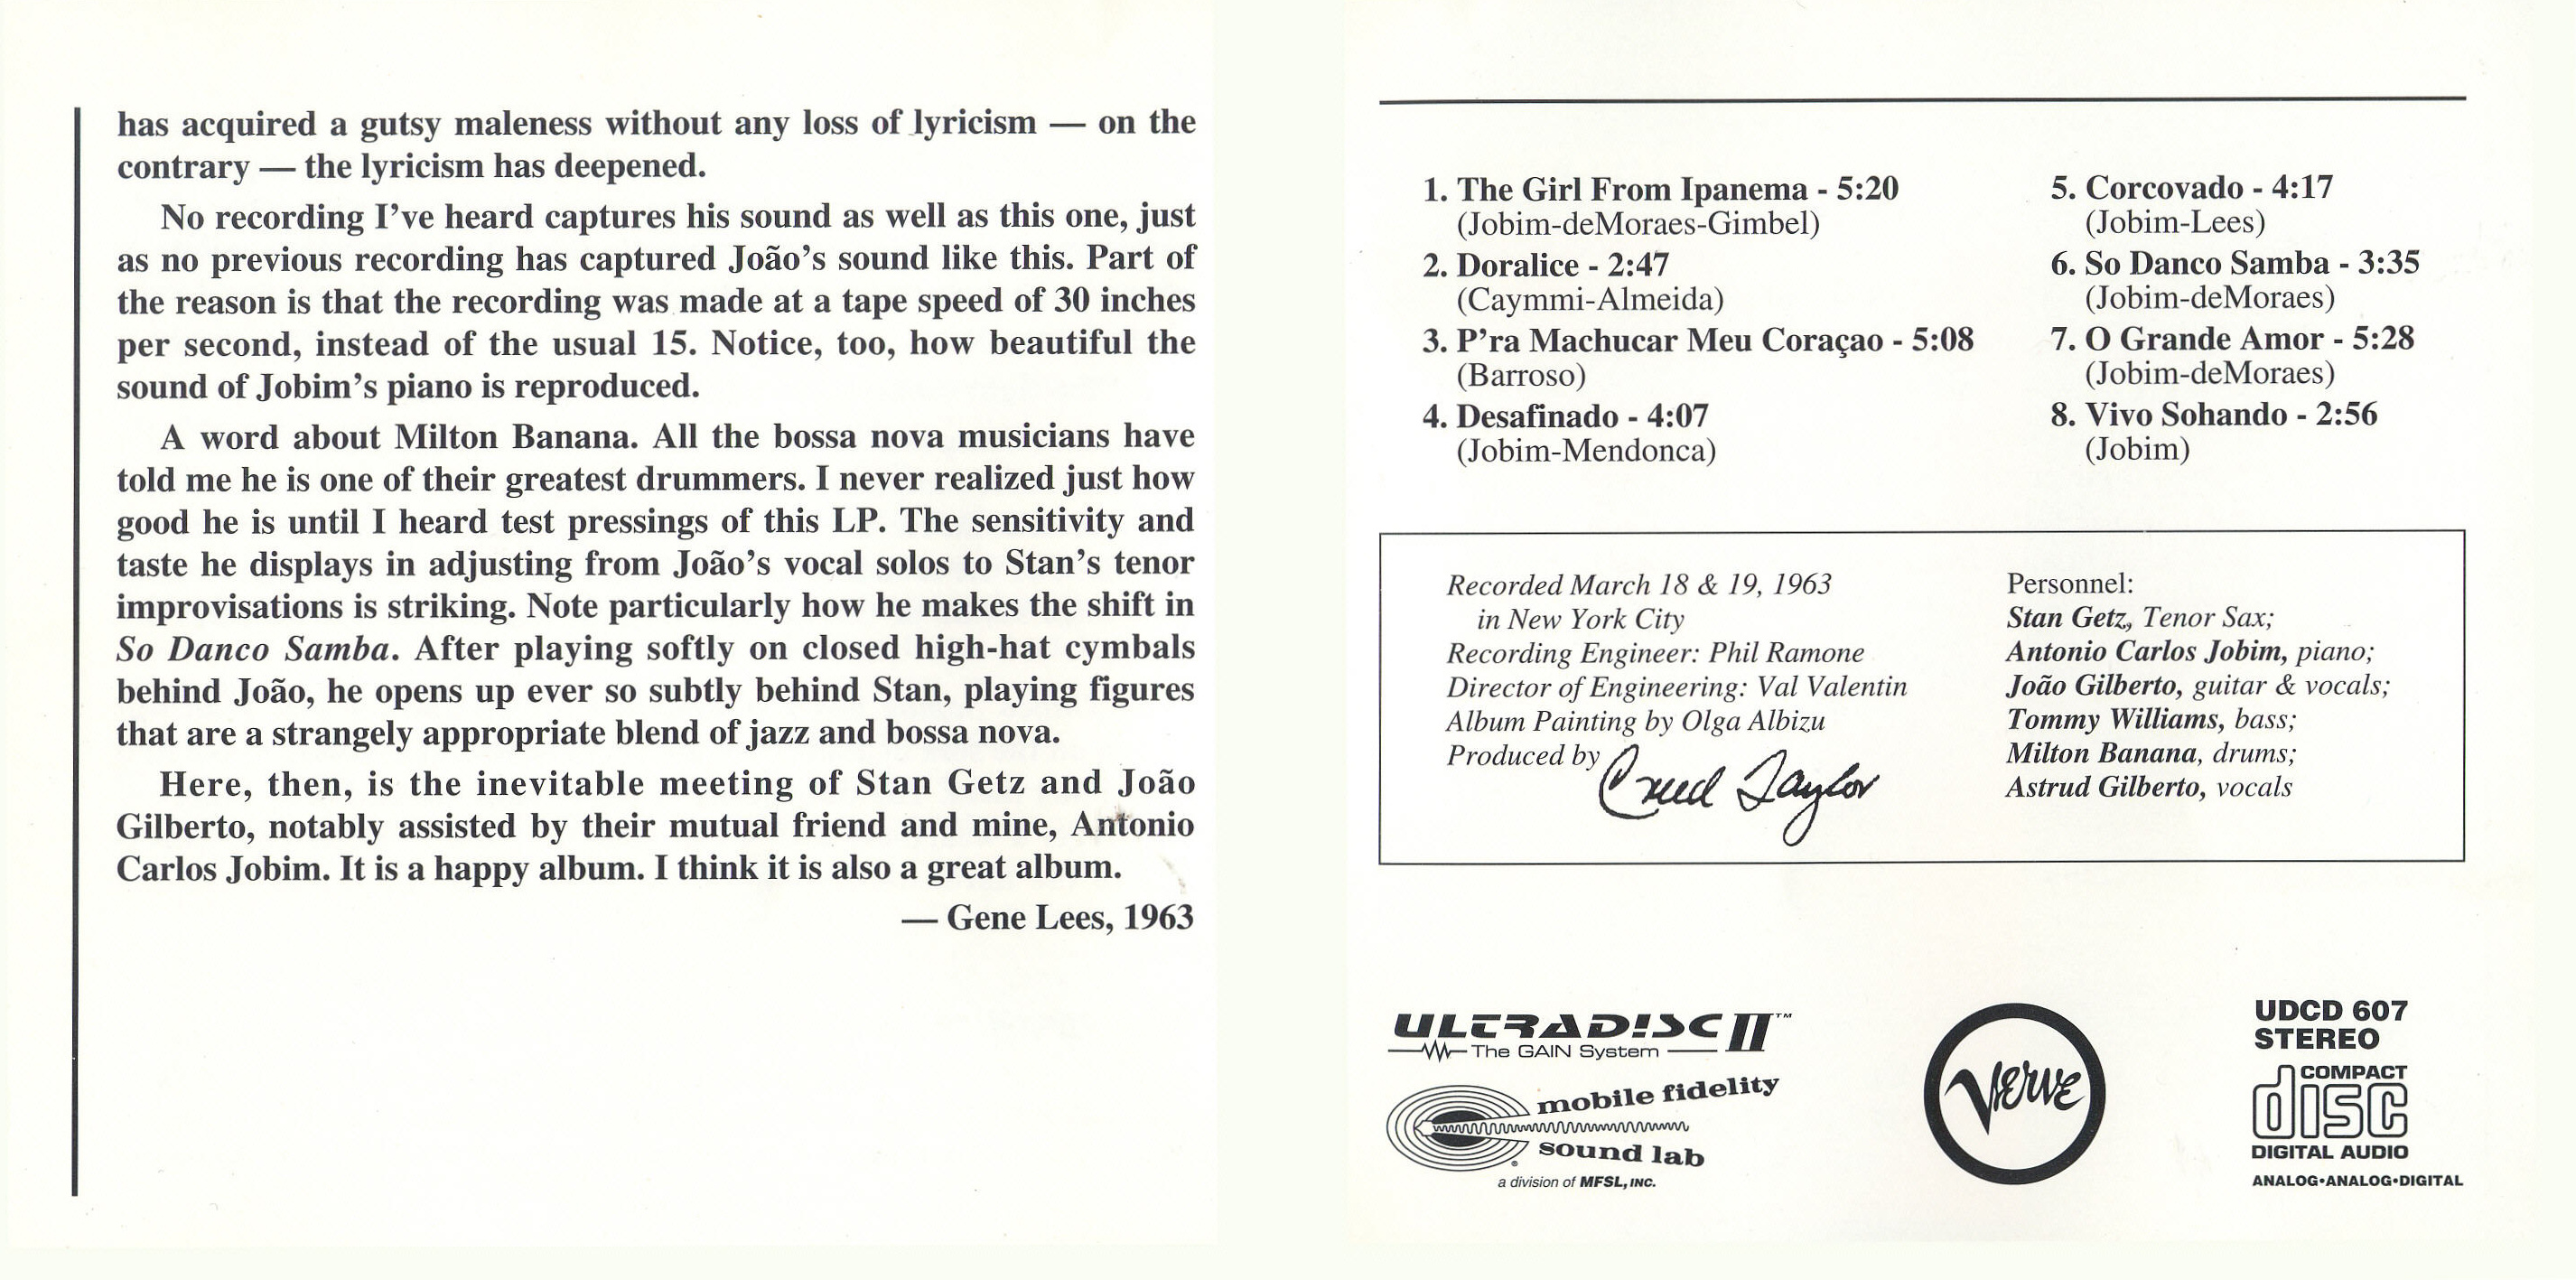 has acquired a gutsy maleness without any loss of lyricism — on the
contrary — the lyricism has deepened.
No recording I’ve heard captures his sound as well as this one, just
as no previous recording has captured João’s sound like this. Part of
the reason is that the recording was made at a tape speed of 30 inches
per second, instead of the usual 15. Notice, too, how beautiful the
sound of Jobim’s piano is reproduced.
A word about Milton Banana. All the bossa nova musicians have
told me he is one of their greatest drummers. I never realized just how
good he is until I heard test pressings of this LP. The sensitivity and
taste he displays in adjusting from João’s vocal solos to Stan’s tenor
improvisations is striking. Note particularly how he makes the shift in
So Danco Samba. After playing softly on closed high-hat cymbals
behind João, he opens up ever so subtly behind Stan, playing figures
that are a strangely appropriate blend of jazz and bossa nova.
Here, then, is the inevitable meeting of Stan Getz and João
Gilberto, notably assisted by their mutual friend and mine, Antonio
Carlos Jobim. It is a happy album. I think it is also a great album.
— Gene Lees, 1963
1. The Girl From Ipanema - 5:20
(Jobim-deMoraes-Gimbel)
2. Doralice - 2:47
(Caymmi-Almeida)
3. P’ra Machucar Meu Coraçao - 5:08
(Barroso)
4. Desafinado - 4:07
(Jobim-Mendonca)
5. Corcovado - 4:17
(Jobim-Lees)
6. So Danco Samba - 3:35
(Jobim-deMoraes)
7. O Grande Amor - 5:28
(Jobim-deMoraes)
8. Vivo Sohando - 2:56
(Jobim)
Recorded March 18 & 19, 1963
in New York City
Recording Engineer: Phil Ramone
Director of Engineering: Val Valentin
Album Painting by Olga Albizu
Produced by Creed Taylor
Personnel:
Stan Getz, Tenor Sax;
Antonio Carlos Jobim, piano;
João Gilberto, guitar & vocals;
Tommy Williams, bass;
Milton Banana, drums;
Astrud Gilberto, vocals
ULTRADISC II™
The GAIN System
mobile fidelity
sound lab
®
a division of MFSL, INC.
VERVE
UDCD 607
STEREO
COMPACT
disc
DIGITAL AUDIO
ANALOG•ANALOG•DIGITAL